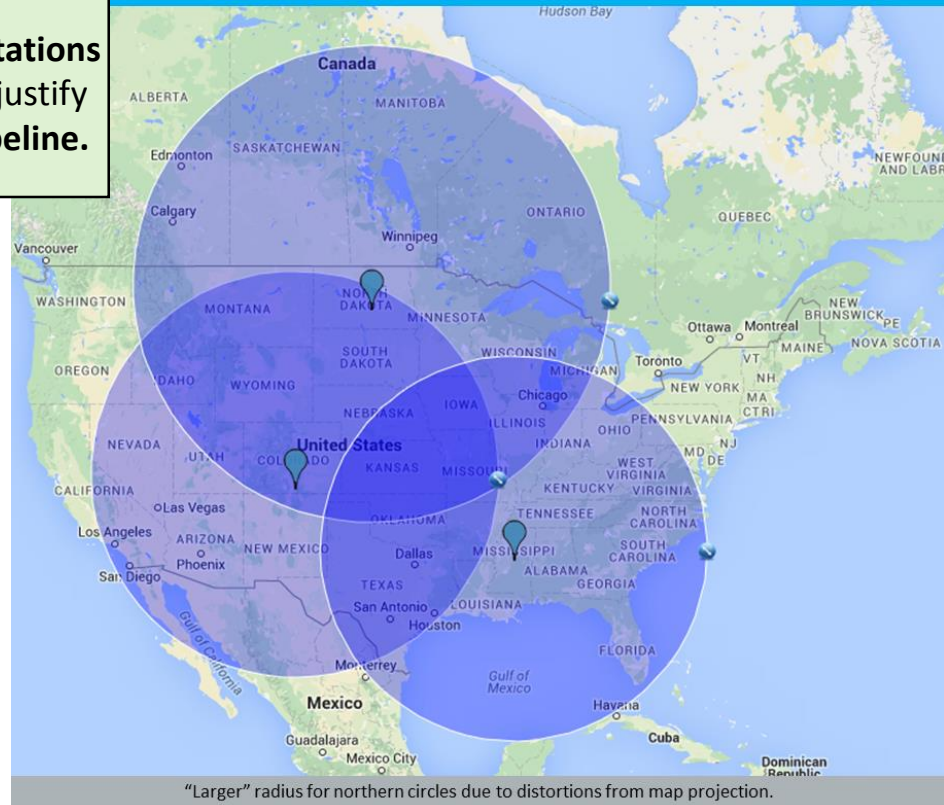 tations
justify
peline.
Hudson Bay
Canada
ALBERTA
MANITOBA
Edmonton
SASKATCHEWAN
NEWFOUN
AND LABR
Calgary
ONTARIO
QUEBEC
Winnipeg
Vancouver
WASHINGTON
MONTANA
NORTH
DAKOTA
MINNESOTA
NEW
BRUNSWICK
PE
Ottawa
Montreal
NOVA SCOTIA
MAINE
OREGON
SOUTH
DAKOTA
WISCONSIN
MICHIGAN
Toronto
VT
NH
IDAHO
WYOMING
NEW YORK
MA
CT RI
Chicago
NEBRASKA
IOWA
ILLINOIS
PENNSYLVANIA
OHIO
INDIANA
NJ
NEVADA
United States
UTAH
COLORADO
KANSAS
MISSOURI
MD
DE
WEST
VIRGINIA
CALIFORNIA
KENTUCKY
VIRGINIA
Las Vegas
OKLAHOMA
TENNESSEE
NORTH
CAROLINA
Los Angeles
ARIZONA
NEW MEXICO
Phoenix
Dallas
MISSISSIPPI
SOUTH
CAROLINA
San Diego
ALABAMA
TEXAS
GEORGIA
San Antonio
LOUISIANA
Houston
Gulf of
California
FLORIDA
Monterrey
Gulf of
Mexico
Mexico
Havana
Cuba
Guadalajara
Mexico City
Dominican
Republic
"Larger" radius for northern circles due to distortions from map projection.